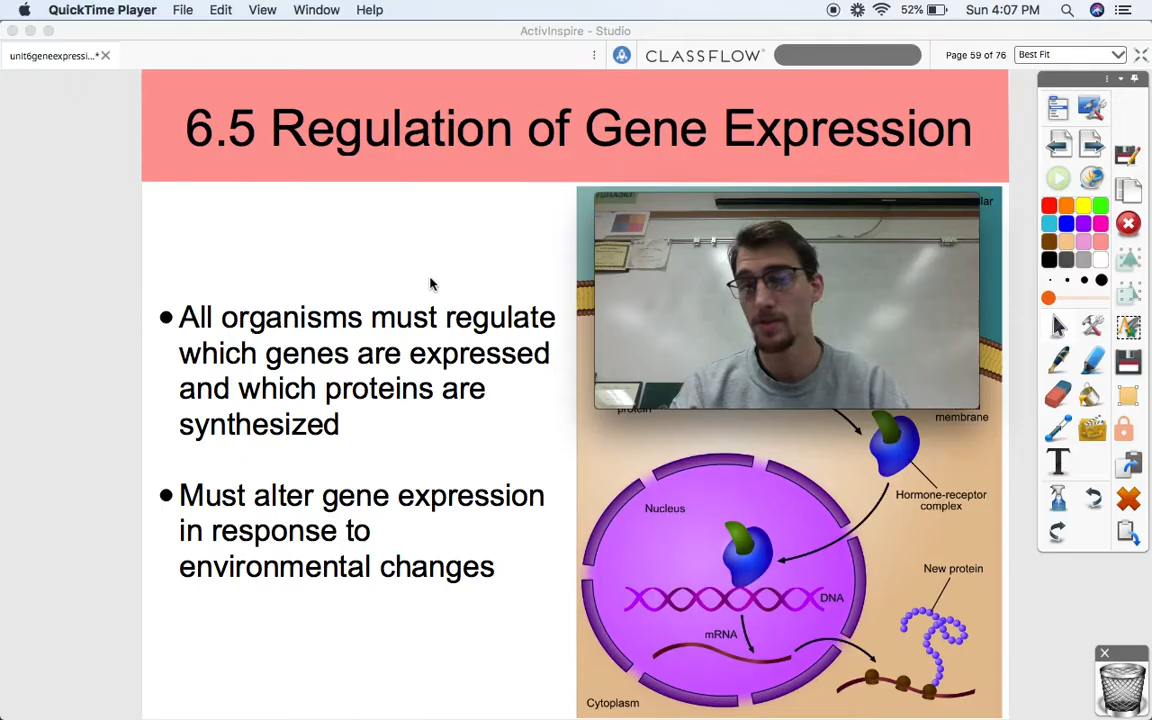 QuickTime Player File Edit View Window Help 52% Sun 4:07 PM
ActivInspire - Studio
unit6geneexpressi...*
CLASSFLOW
Page 59 of 76
Best Fit
6.5 Regulation of Gene Expression
• All organisms must regulate
which genes are expressed
and which proteins are
synthesized
• Must alter gene expression
in response to
environmental changes
membrane
Hormone-receptor
complex
Nucleus
New protein
DNA
mRNA
Cytoplasm
T